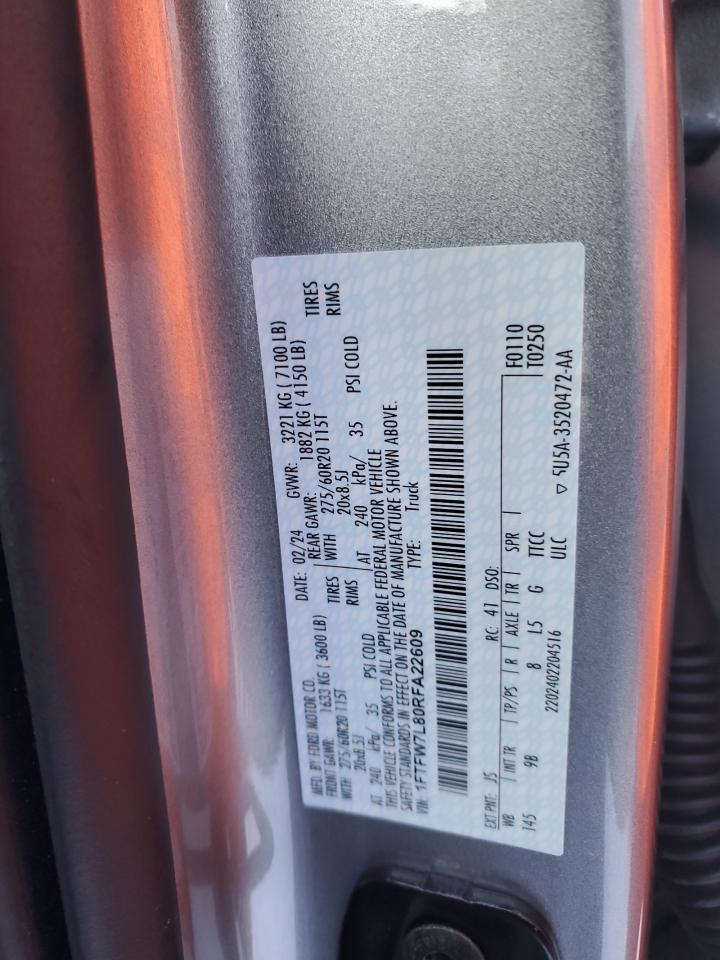 MFD. BY FORD MOTOR CO. DATE: 02/24 GVWR: 3221 KG ( 7100 LB)
FRONT GAWR: 1633 KG ( 3600 LB) REAR GAWR: 1882 KG ( 4150 LB)
WITH 275/60R20 115T TIRES WITH 275/60R20 115T TIRES
20x8.5J RIMS 20x8.5J RIMS
AT 240 kPa/ 35 PSI COLD AT 240 kPa/ 35 PSI COLD
THIS VEHICLE CONFORMS TO ALL APPLICABLE FEDERAL MOTOR VEHICLE
SAFETY STANDARDS IN EFFECT ON THE DATE OF MANUFACTURE SHOWN ABOVE.
VIN: 1FTFW7L80RFA22609 TYPE: Truck
EXT PNT: JS RC: 41 DSO: F0110
WB INT TR TP/PS R AXLE TR SPR T0250
145 9B 8 L5 G TTCC
2202402204516 ULC
▽ 5U5A-3520472-AA